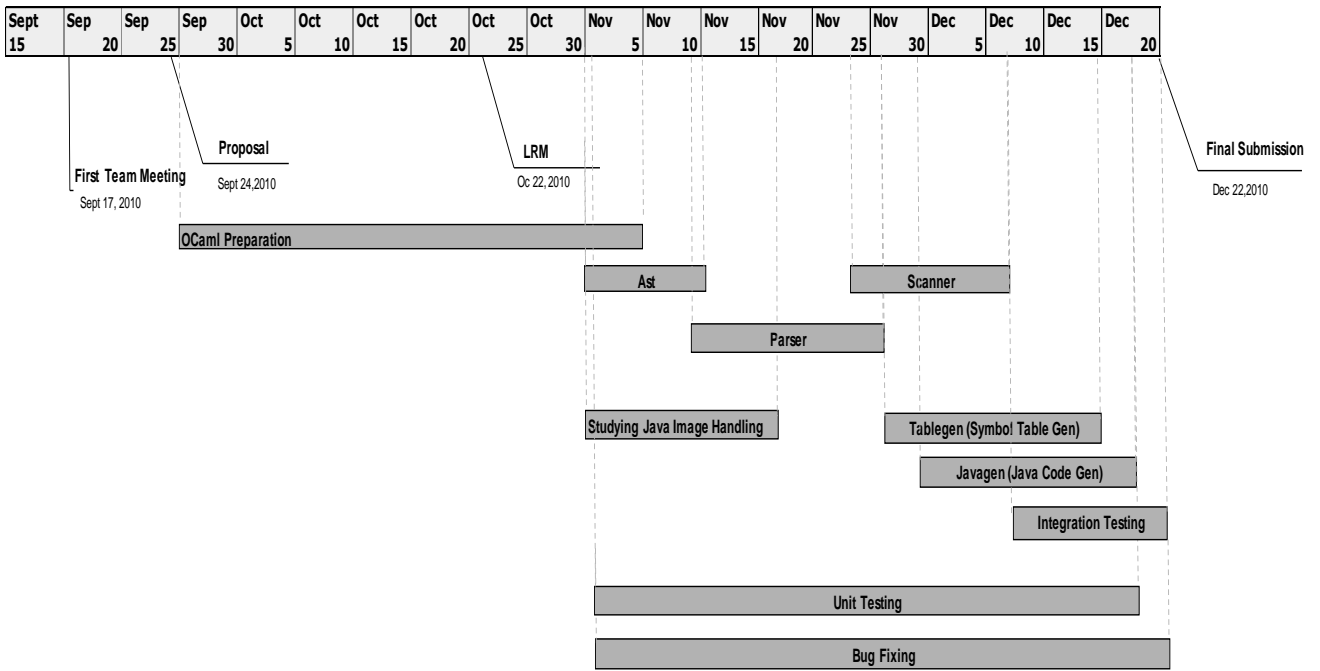 Sept Sep Sep Sep Oct Oct Oct Oct Oct Oct Nov Nov Nov Nov Nov Nov Dec Dec Dec Dec
15 20 25 30 5 10 15 20 25 30 5 10 15 20 25 30 5 10 15 20
First Team Meeting
Sept 17, 2010
Proposal
Sept 24,2010
LRM
Oc 22, 2010
Final Submission
Dec 22,2010
OCaml Preparation
Ast
Scanner
Parser
Studying Java Image Handling
Tablegen (Symbol Table Gen)
Javagen (Java Code Gen)
Integration Testing
Unit Testing
Bug Fixing